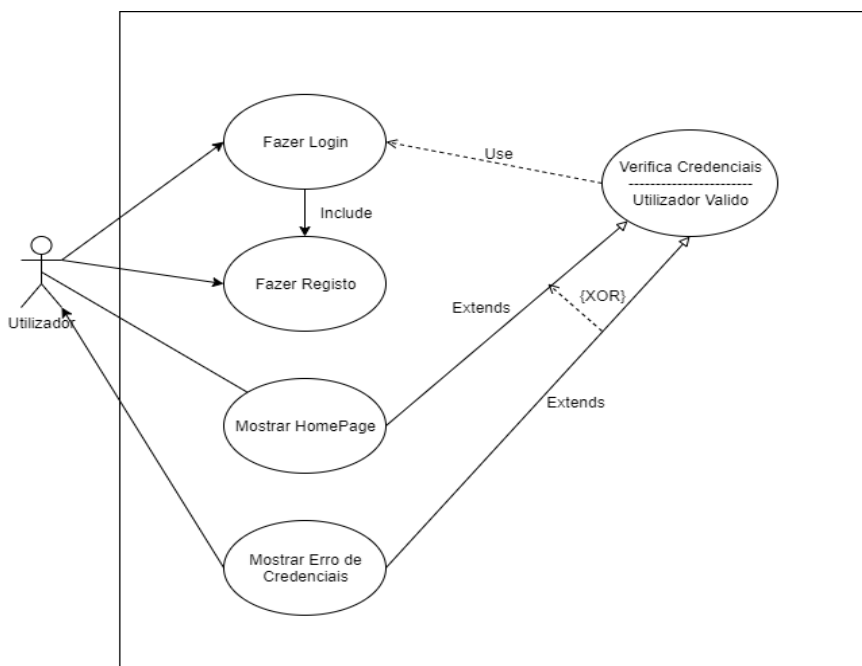 Fazer Login
Use
Verifica Credenciais
Utilizador Valido
Include
Fazer Registo
Utilizador
Extends
{XOR}
Extends
Mostrar HomePage
Mostrar Erro de
Credenciais